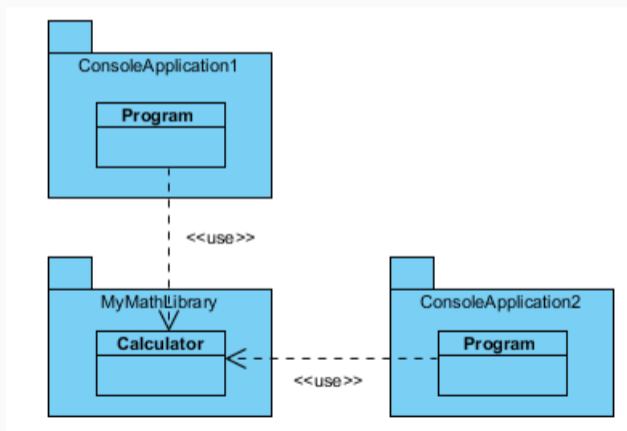 ConsoleApplication1
Program
<<use>>
MyMathLibrary
Calculator
<<use>>
ConsoleApplication2
Program